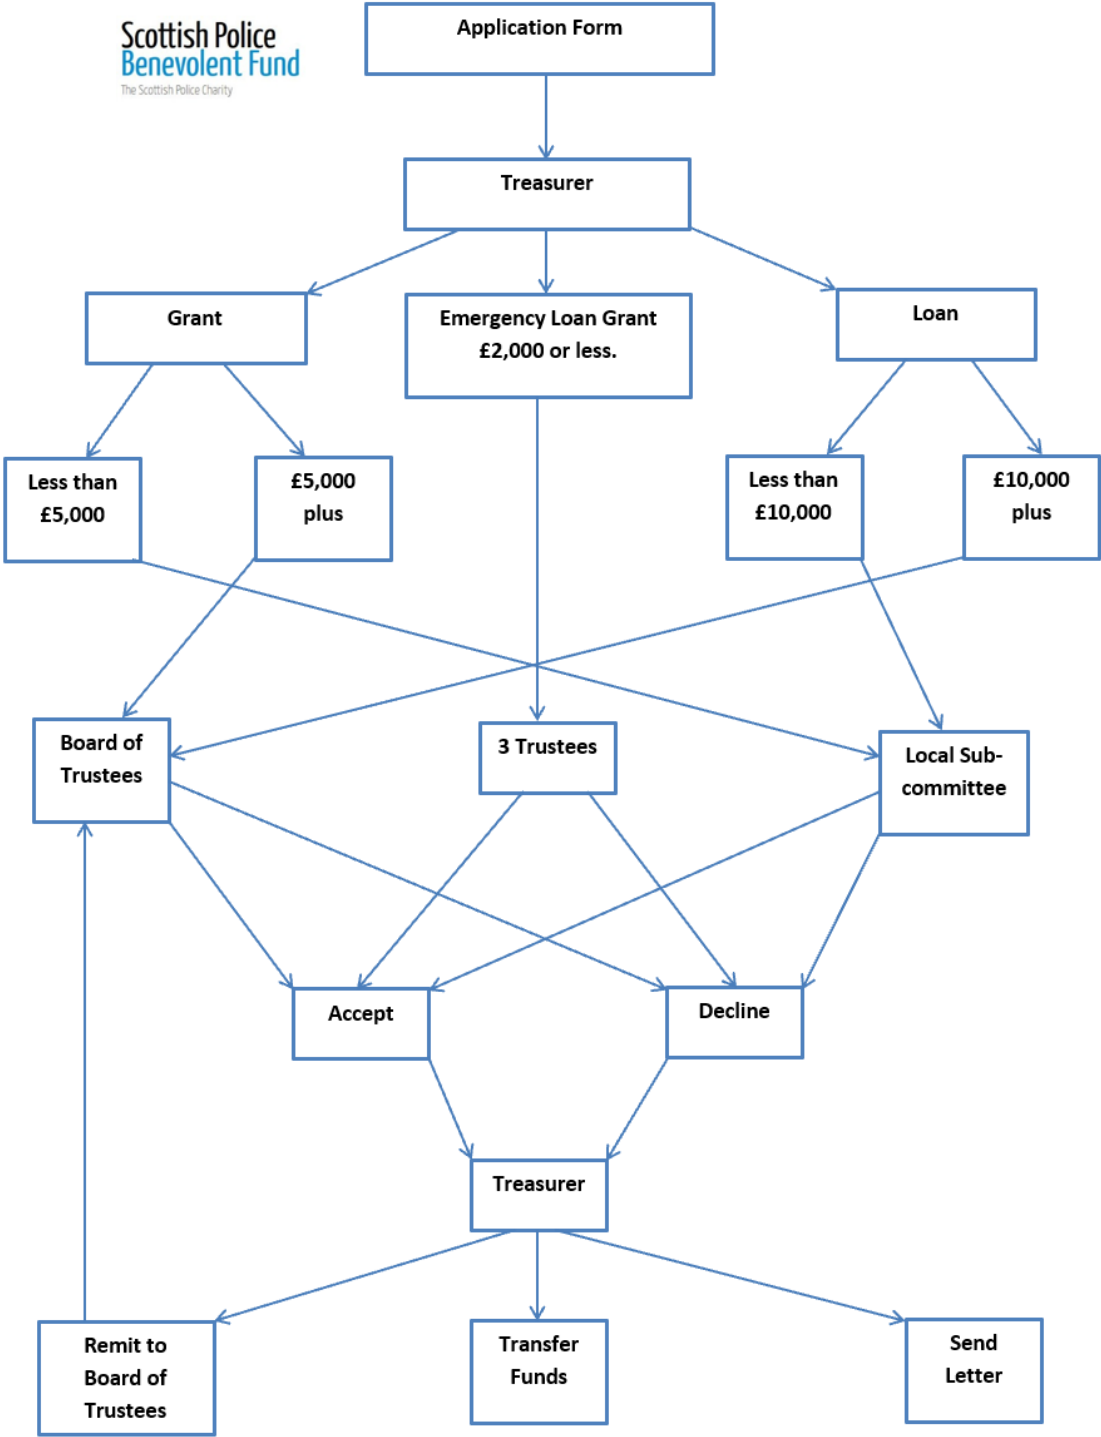 Scottish Police
Benevolent Fund
The Scottish Police Charity
Application Form
Treasurer
Grant
Emergency Loan Grant
£2,000 or less.
Loan
Less than
£5,000
£5,000
plus
Less than
£10,000
£10,000
plus
Board of
Trustees
3 Trustees
Local Sub-
committee
Accept
Decline
Treasurer
Remit to
Board of
Trustees
Transfer
Funds
Send
Letter